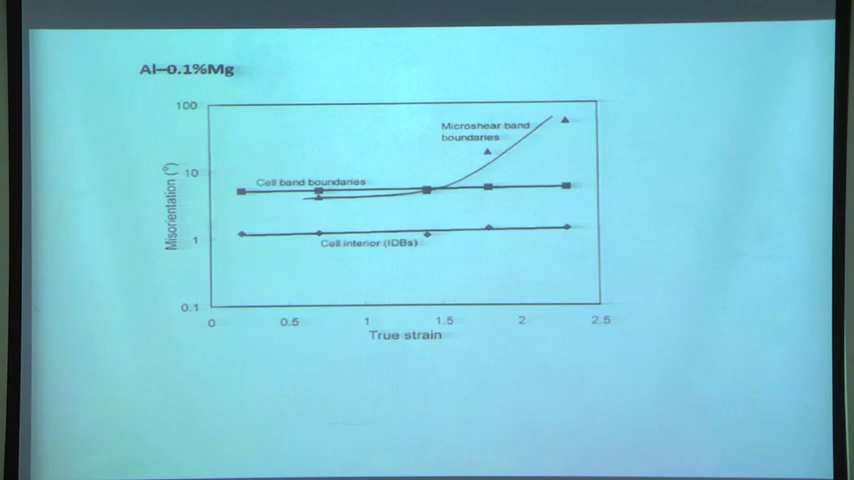 Al–0.1%Mg
100
10
1
0.1
Misorientation (°)
Microshear band
boundaries
Cell band boundaries
Cell interior (IDBs)
0
0.5
1
1.5
2
2.5
True strain